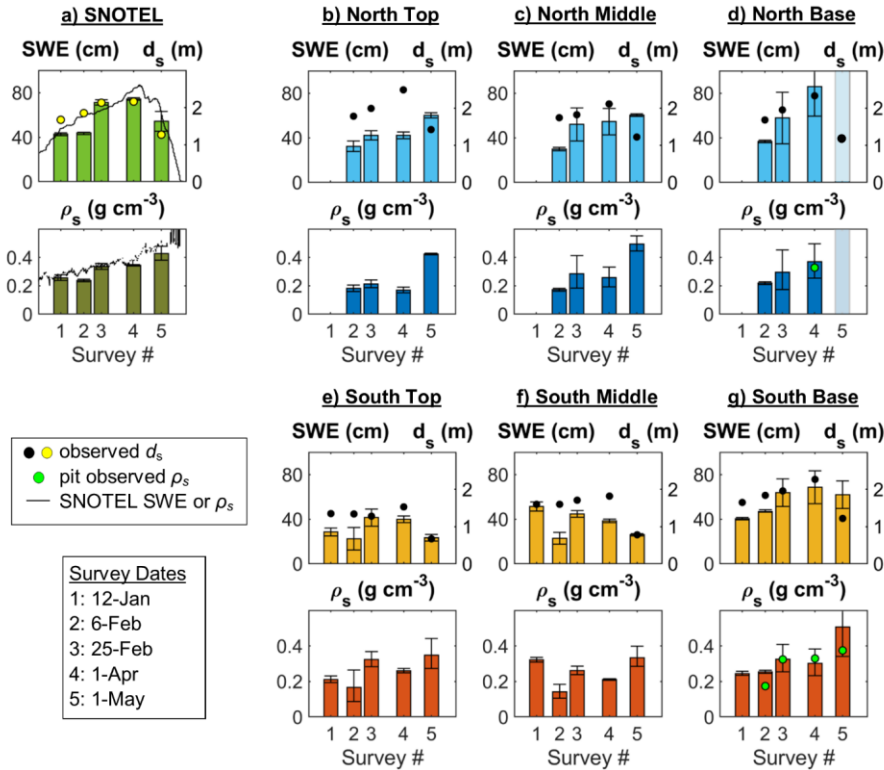 a) SNOTEL
b) North Top
c) North Middle
d) North Base
SWE (cm) d_s (m)
SWE (cm) d_s (m)
SWE (cm) d_s (m)
SWE (cm) d_s (m)
80
40
0
2
1
0
80
40
0
2
1
0
80
40
0
2
1
0
80
40
0
2
1
0
ρ_s (g cm⁻³)
ρ_s (g cm⁻³)
ρ_s (g cm⁻³)
ρ_s (g cm⁻³)
0.4
0.2
0
0.4
0.2
0
0.4
0.2
0
0.4
0.2
0
1 2 3 4 5
1 2 3 4 5
1 2 3 4 5
1 2 3 4 5
Survey #
Survey #
Survey #
Survey #
e) South Top
f) South Middle
g) South Base
SWE (cm) d_s (m)
SWE (cm) d_s (m)
SWE (cm) d_s (m)
80
40
0
2
1
0
80
40
0
2
1
0
80
40
0
2
1
0
observed d_s
pit observed ρ_s
SNOTEL SWE or ρ_s
ρ_s (g cm⁻³)
ρ_s (g cm⁻³)
ρ_s (g cm⁻³)
0.4
0.2
0
0.4
0.2
0
0.4
0.2
0
1 2 3 4 5
1 2 3 4 5
1 2 3 4 5
Survey #
Survey #
Survey #
Survey Dates
1: 12-Jan
2: 6-Feb
3: 25-Feb
4: 1-Apr
5: 1-May